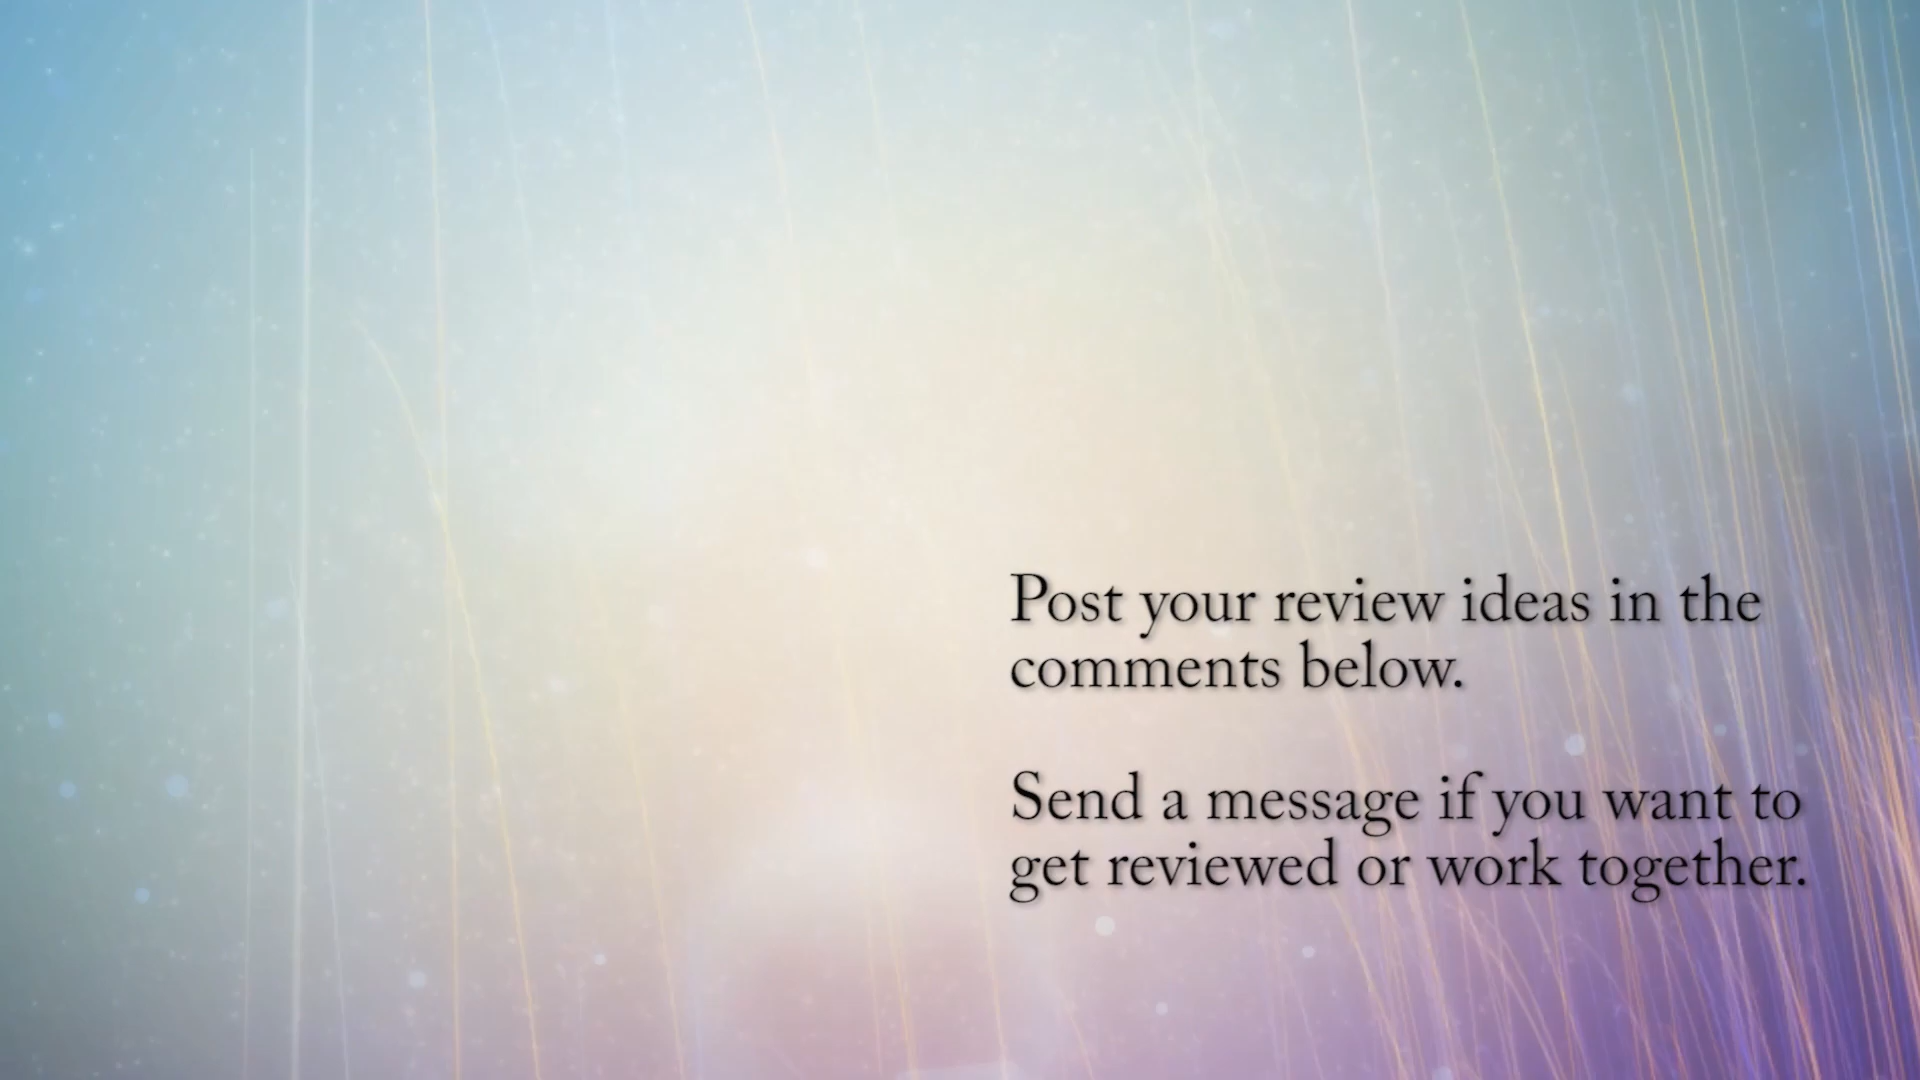 Post your review ideas in the
comments below.
Send a message if you want to
get reviewed or work together.